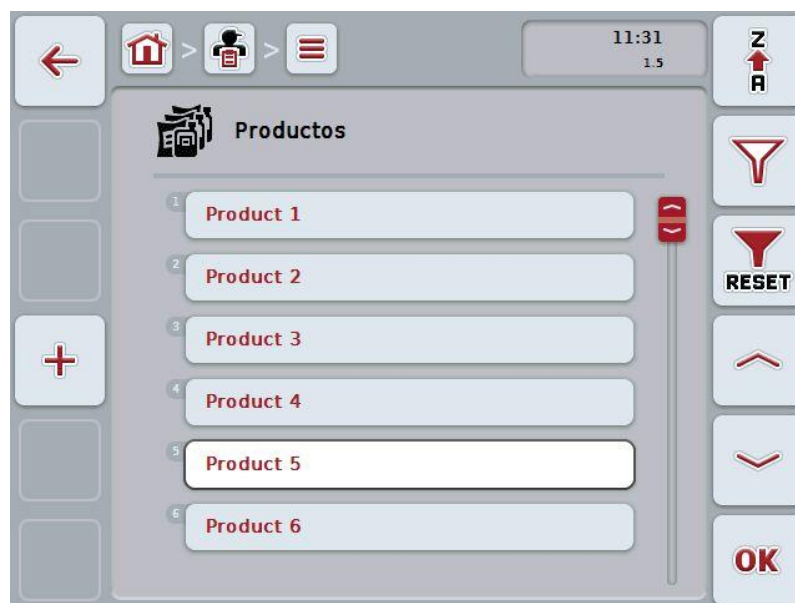 11:31
1.5
Z
A
Productos
1 Product 1
2 Product 2
RESET
3 Product 3
4 Product 4
5 Product 5
6 Product 6
OK